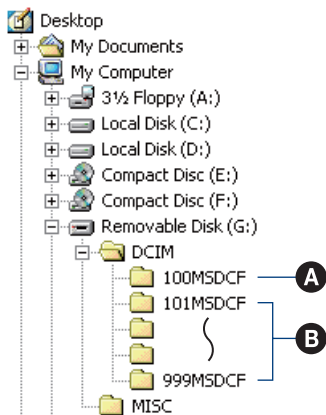 Desktop
My Documents
My Computer
3½ Floppy (A:)
Local Disk (C:)
Local Disk (D:)
Compact Disc (E:)
Compact Disc (F:)
Removable Disk (G:)
DCIM
100MSDCF A
101MSDCF
B
999MSDCF
MISC